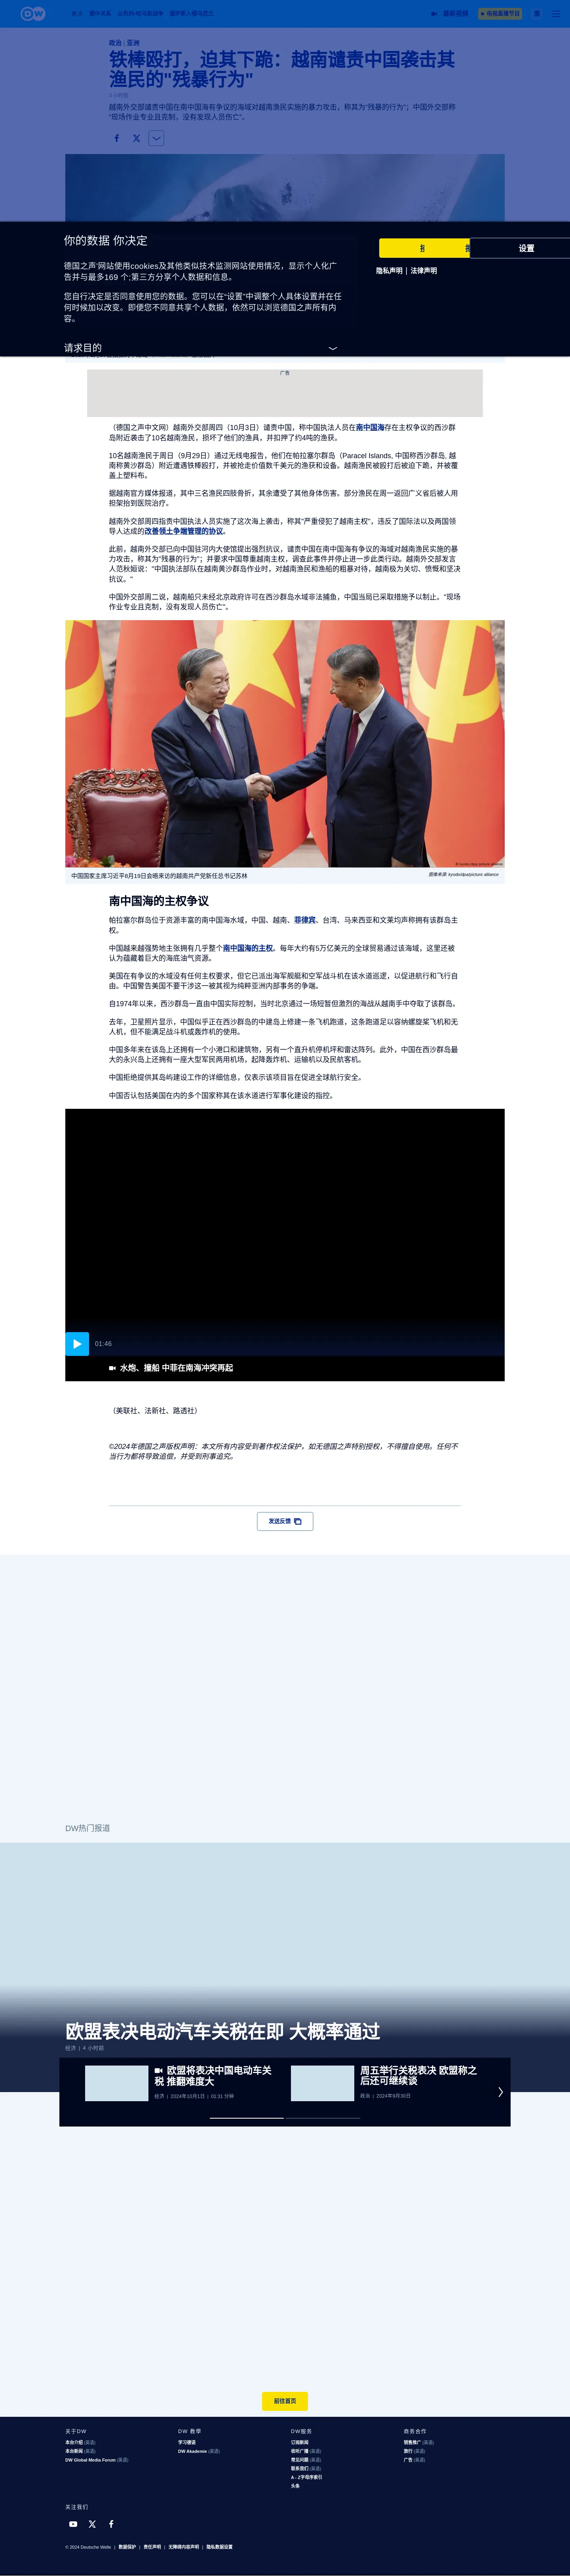 DW
以色列-哈马斯战争
俄罗斯入侵乌克兰
最新视频
电视直播节目
政治 | 亚洲
铁棒殴打，迫其下跪：越南谴责中国袭击其
渔民的"残暴行为"
越南外交部谴责中国在南中国海有争议的海域对越南渔民实施的暴力攻击，称其为"残暴的行为"；中国外交部称
"现场作业专业且克制，没有发现人员伤亡"。
你的数据 你决定
设置
隐私声明 | 法律声明
德国之声'网站使用cookies及其他类似技术监测网站使用情况，显示个人化广
告并与最多169 个;第三方分享个人数据和信息。
您自行决定是否同意使用您的数据。您可以在"设置"中调整个人具体设置并在任
何时候加以改变。即便您不同意共享个人数据，依然可以浏览德国之声所有内
容。
请求目的
广告
（德国之声中文网）越南外交部周四（10月3日）谴责中国，称中国执法人员在南中国海存在主权争议的西沙群
岛附近袭击了10名越南渔民，损坏了他们的渔具，并扣押了约4吨的渔获。
10名越南渔民于周日（9月29日）通过无线电报告，他们在帕拉塞尔群岛（Paracel Islands, 中国称西沙群岛, 越
南称黄沙群岛）附近遭遇铁棒殴打，并被抢走价值数千美元的渔获和设备。越南渔民被殴打后被迫下跪，并被覆
盖上塑料布。
据越南官方媒体报道，其中三名渔民四肢骨折，其余遭受了其他身体伤害。部分渔民在周一返回广义省后被人用
担架抬到医院治疗。
越南外交部周四指责中国执法人员实施了这次海上袭击，称其"严重侵犯了越南主权"，违反了国际法以及两国领
导人达成的改善领土争端管理的协议。
此前，越南外交部已向中国驻河内大使馆提出强烈抗议，谴责中国在南中国海有争议的海域对越南渔民实施的暴
力攻击，称其为"残暴的行为"；并要求中国尊重越南主权，调查此事件并停止进一步此类行动。越南外交部发言
人范秋姮说："中国执法部队在越南黄沙群岛作业时，对越南渔民和渔船的粗暴对待，越南极为关切、愤慨和坚决
抗议。"
中国外交部周二说，越南船只未经北京政府许可在西沙群岛水域非法捕鱼，中国当局已采取措施予以制止。"现场
作业专业且克制，没有发现人员伤亡"。
中国国家主席习近平8月19日会晤来访的越南共产党新任总书记苏林
图像来源: kyodo/dpa/picture alliance
南中国海的主权争议
帕拉塞尔群岛位于资源丰富的南中国海水域，中国、越南、菲律宾、台湾、马来西亚和文莱均声称拥有该群岛主
权。
中国越来越强势地主张拥有几乎整个南中国海的主权。每年大约有5万亿美元的全球贸易通过该海域，这里还被
认为蕴藏着巨大的海底油气资源。
美国在有争议的水域没有任何主权要求，但它已派出海军舰艇和空军战斗机在该水道巡逻，以促进航行和飞行自
由。中国警告美国不要干涉这一被其视为纯粹亚洲内部事务的争端。
自1974年以来，西沙群岛一直由中国实际控制，当时北京通过一场短暂但激烈的海战从越南手中夺取了该群岛。
去年，卫星照片显示，中国似乎正在西沙群岛的中建岛上修建一条飞机跑道，这条跑道足以容纳螺旋桨飞机和无
人机，但不能满足战斗机或轰炸机的使用。
中国多年来在该岛上还拥有一个小港口和建筑物，另有一个直升机停机坪和雷达阵列。此外，中国在西沙群岛最
大的永兴岛上还拥有一座大型军民两用机场，起降轰炸机、运输机以及民航客机。
中国拒绝提供其岛屿建设工作的详细信息，仅表示该项目旨在促进全球航行安全。
中国否认包括美国在内的多个国家称其在该水道进行军事化建设的指控。
01:46
水炮、撞船 中菲在南海冲突再起
（美联社、法新社、路透社）
©2024年德国之声版权声明：本文所有内容受到著作权法保护，如无德国之声特别授权，不得擅自使用。任何不
当行为都将导致追偿，并受到刑事追究。
发送反馈
DW热门报道
欧盟表决电动汽车关税在即 大概率通过
经济 | 4 小时前
欧盟将表决中国电动车关
税 推翻难度大
经济 | 2024年10月1日 | 01:31 分钟
周五举行关税表决 欧盟称之
后还可继续谈
政治 | 2024年9月30日
前往首页
关于DW
本台介绍 (英语)
本台新闻 (英语)
DW Global Media Forum (英语)
DW 教学
学习德语
DW Akademie (英语)
DW服务
订阅新闻
收听广播 (英语)
常见问题 (英语)
联系我们 (英语)
A - Z字母序索引
头条
商务合作
销售推广 (英语)
旅行 (英语)
广告 (英语)
关注我们
© 2024 Deutsche Welle | 数据保护 | 责任声明 | 无障碍内容声明 | 隐私数据设置